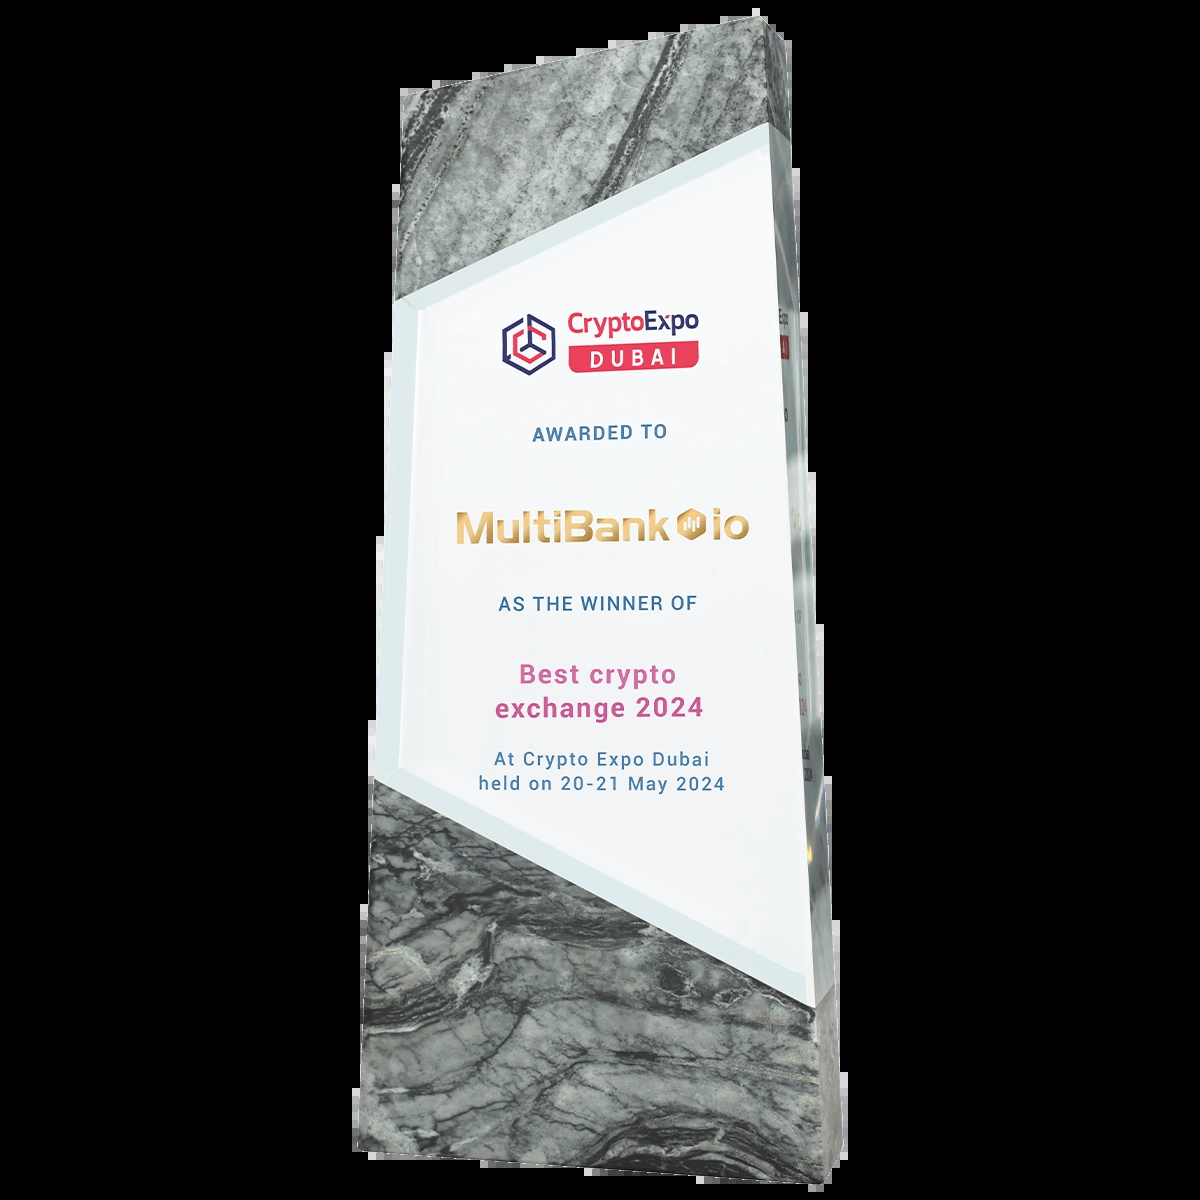 CryptoExpo
DUBAI
AWARDED TO
MultiBank io
AS THE WINNER OF
Best crypto
exchange 2024
At Crypto Expo Dubai
held on 20-21 May 2024